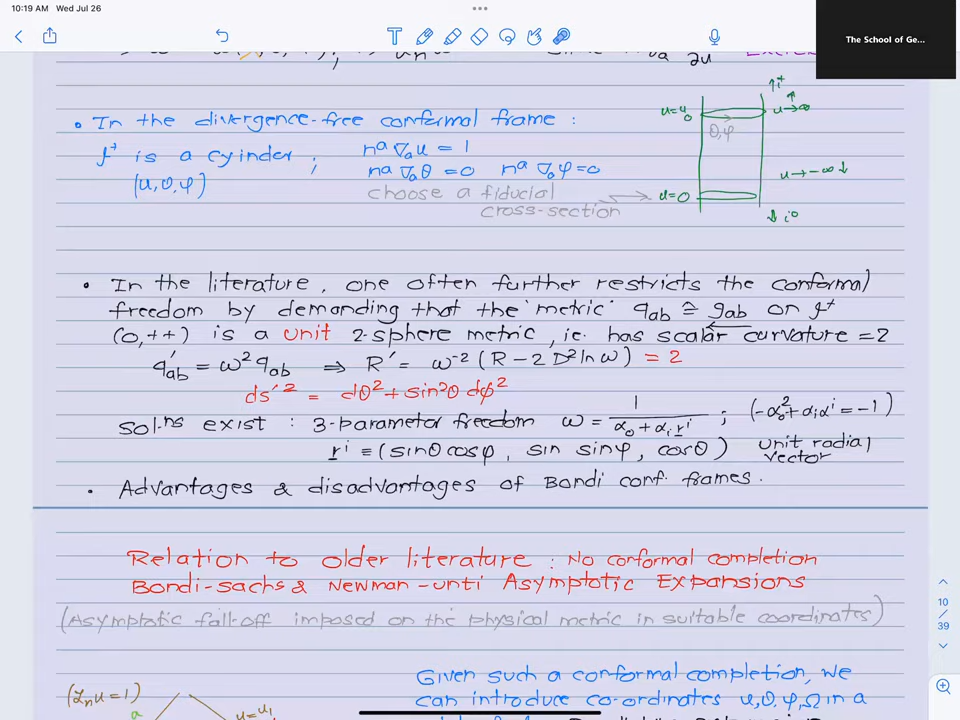 10:19 AM Wed Jul 26
The School of Ge...
u=u₀
↑i⁺
u→∞
θ,φ
u→-∞ ↓
u=0
↓ i⁰
• In the divergence-free conformal frame :
𝓘⁺ is a cylinder ; nᵃ∇ₐu = 1
(u,θ,φ) nᵃ∇ₐθ = 0 nᵃ∇ₐφ = 0
choose a fiducial
cross-section
• In the literature, one often further restricts the conformal
freedom by demanding that the 'metric' q_ab ≅ g_ab on 𝓘⁺
(0,++) is a unit 2-sphere metric, ie. has scalar curvature = 2
q'_ab = ω² q_ab ⇒ R' = ω⁻² (R - 2 D² ln ω) = 2
ds'² = dθ² + sin²θ dφ²
Solns exist : 3-parameter freedom ω = 1/(α₀ + αᵢ rⁱ) ; (-α₀² + αᵢαⁱ = -1)
rⁱ ≡ (sinθ cosφ, sin sinφ, cosθ) unit radial
vector
• Advantages & disadvantages of Bondi conf. frames.
Relation to older literature : No conformal completion
Bondi-Sachs & Newman-Unti Asymptotic Expansions
(Asymptotic fall-off imposed on the physical metric in suitable coordinates)
(𝓛ₙ u = 1)
u = u₁
Given such a conformal completion, we
can introduce co-ordinates u,θ,φ,Ω in a
10
/
39